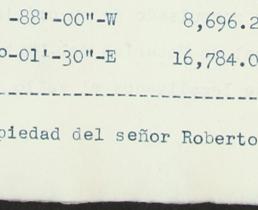 -88'-00"-W 8,696.2
-01'-30"-E 16,784.0
piedad del señor Roberto